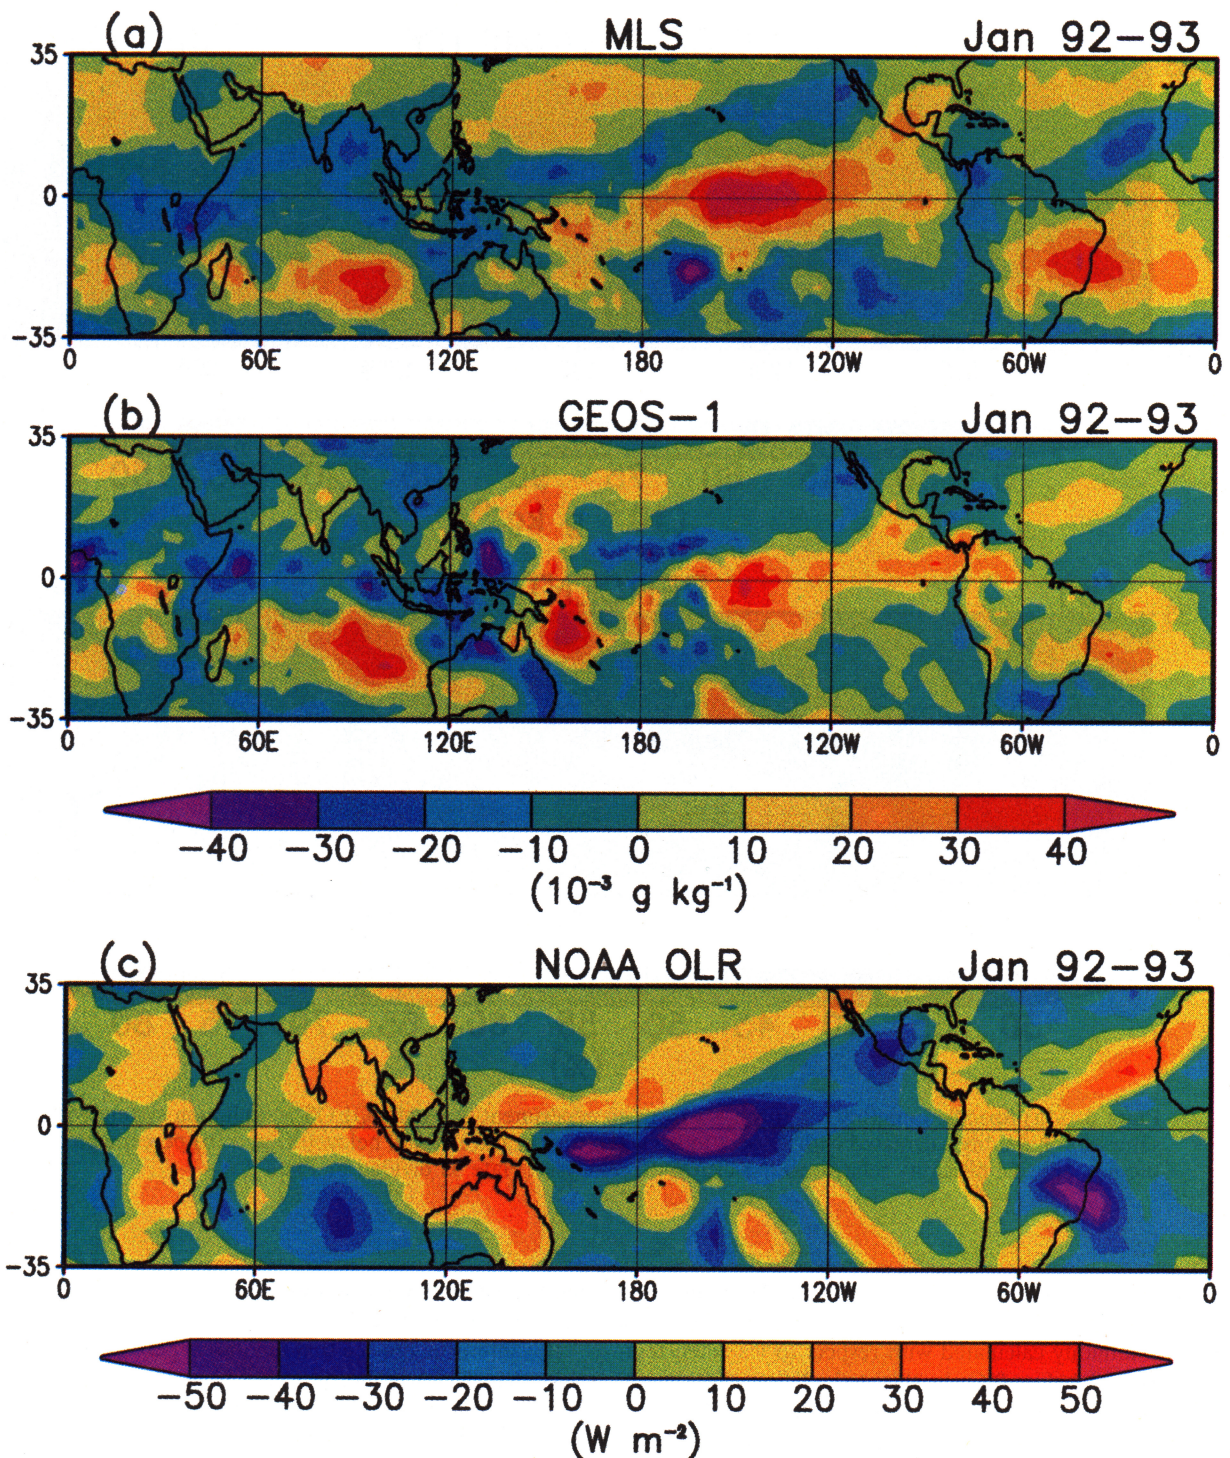 (a) MLS Jan 92–93
35
0
−35
0 60E 120E 180 120W 60W 0
(b) GEOS−1 Jan 92−93
35
0
−35
0 60E 120E 180 120W 60W 0
−40 −30 −20 −10 0 10 20 30 40
(10⁻³ g kg⁻¹)
(c) NOAA OLR Jan 92−93
35
0
−35
0 60E 120E 180 120W 60W 0
−50 −40 −30 −20 −10 0 10 20 30 40 50
(W m⁻²)